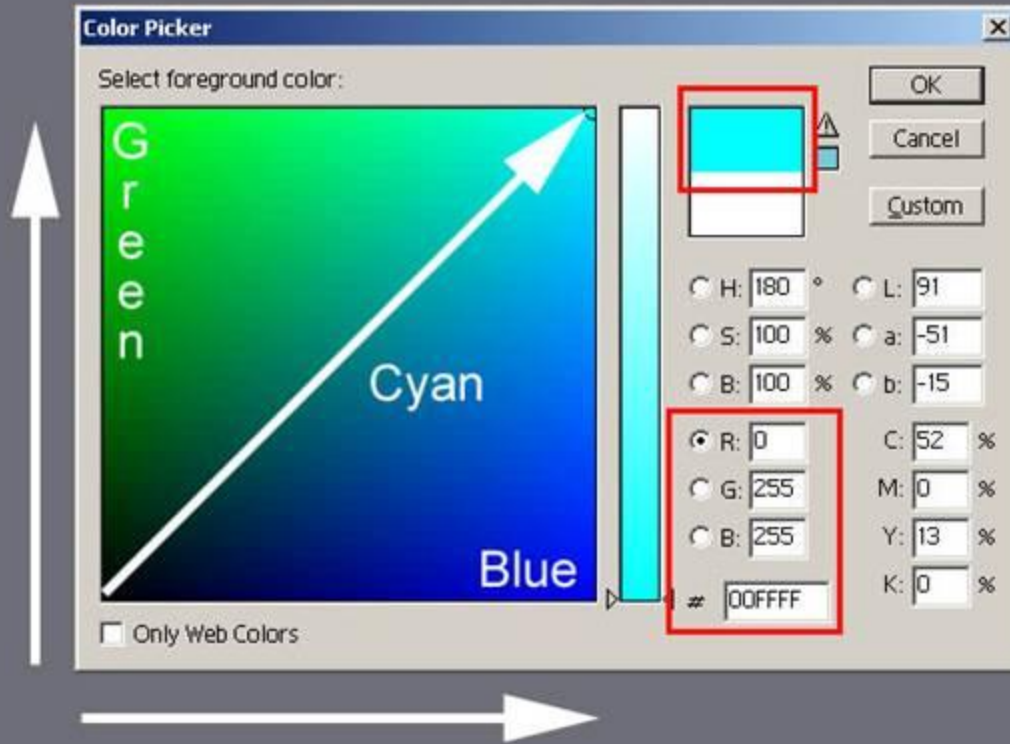 Color Picker
Select foreground color:
OK
Cancel
Custom
Green
Cyan
Blue
H: 180 °
S: 100 %
B: 100 %
R: 0
G: 255
B: 255
# 00FFFF
L: 91
a: -51
b: -15
C: 52 %
M: 0 %
Y: 13 %
K: 0 %
Only Web Colors